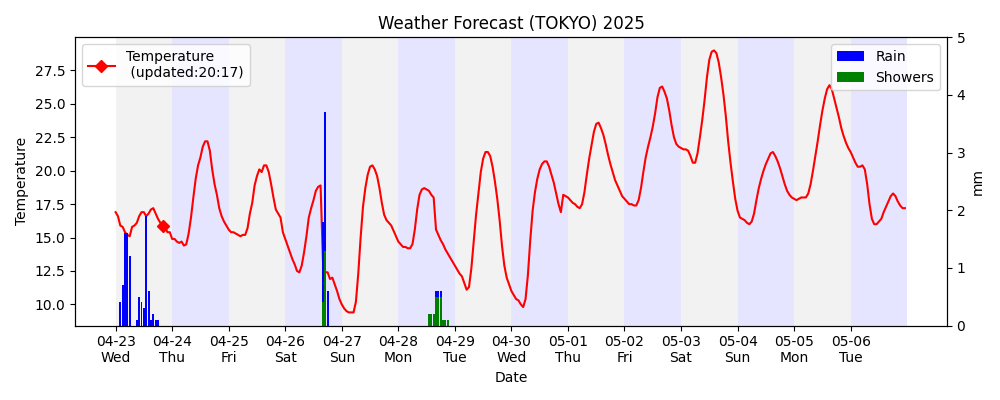 Weather Forecast (TOKYO) 2025
Temperature
(updated:20:17)
Rain
Showers
Temperature
27.5
25.0
22.5
20.0
17.5
15.0
12.5
10.0
5
4
3
2
1
0
mm
04-23 04-24 04-25 04-26 04-27 04-28 04-29 04-30 05-01 05-02 05-03 05-04 05-05 05-06
Wed Thu Fri Sat Sun Mon Tue Wed Thu Fri Sat Sun Mon Tue
Date